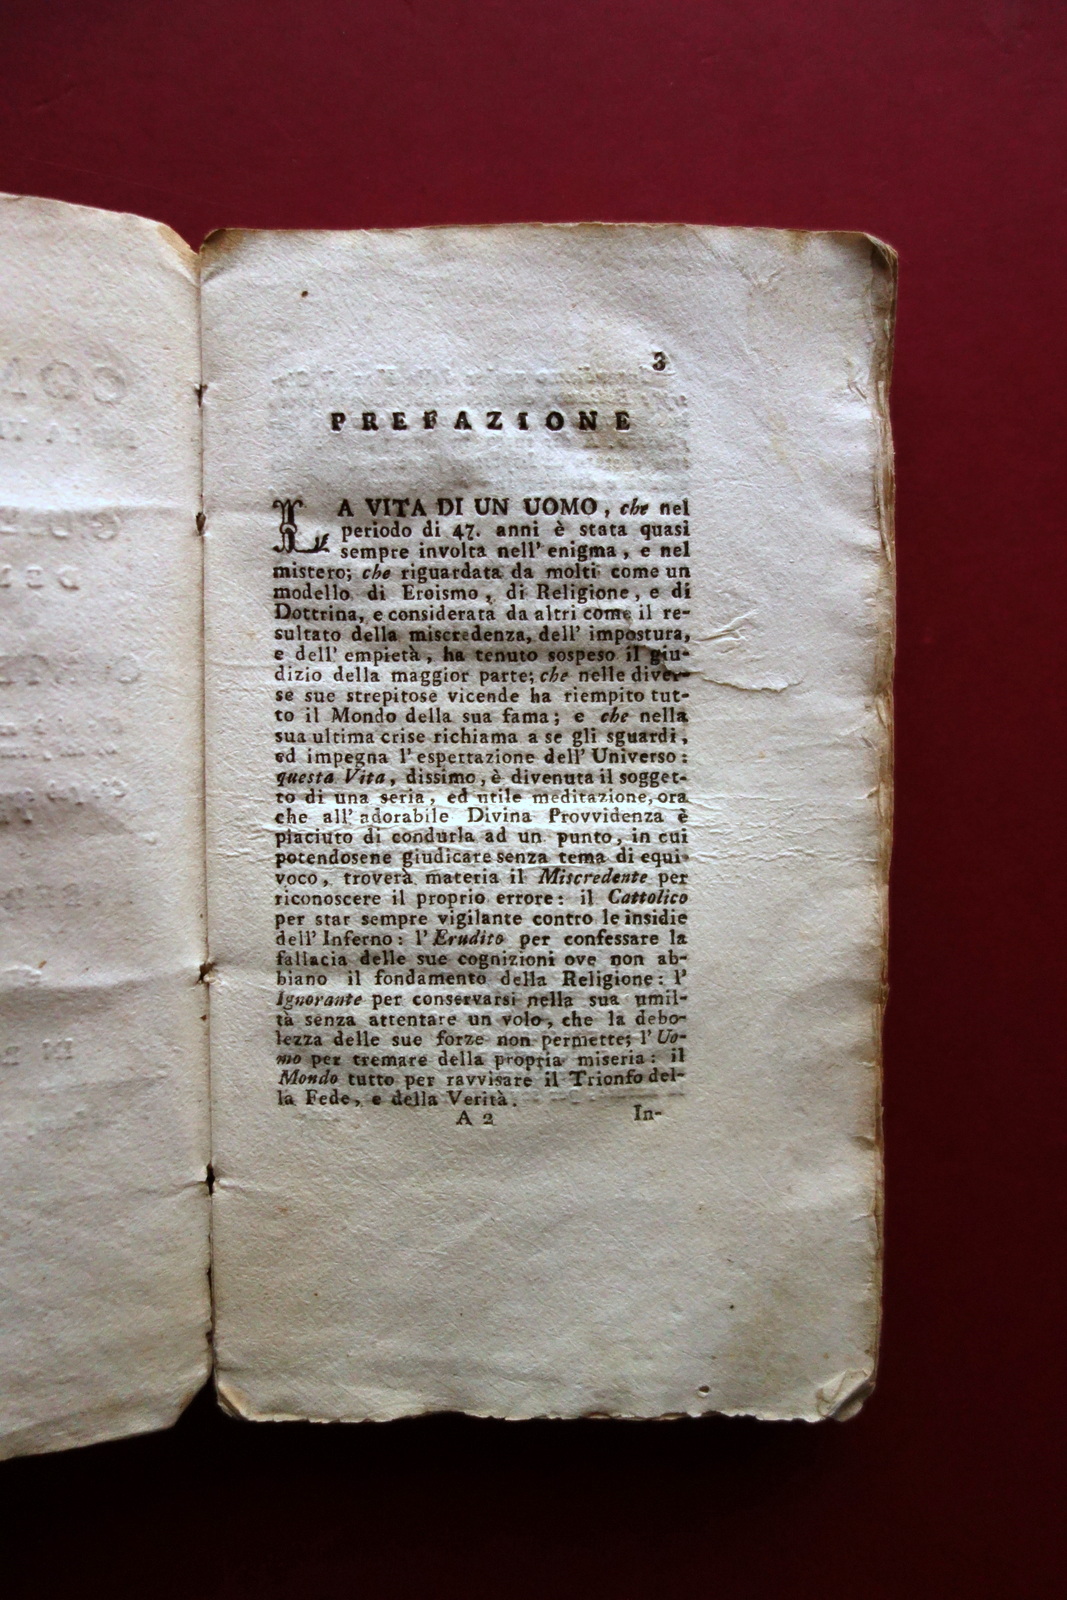 3
PREFAZIONE
LA VITA DI UN UOMO, che nel
periodo di 47. anni è stata quasi
sempre involta nell' enigma, e nel
mistero; che riguardata da molti come un
modello di Eroismo, di Religione, e di
Dottrina, e considerata da altri come il re-
sultato della miscredenza, dell' impostura,
e dell' empietà, ha tenuto sospeso il giu-
dizio della maggior parte; che nelle diver-
se sue strepitose vicende ha riempito tut-
to il Mondo della sua fama; e che nella
sua ultima crise richiama a se gli sguardi,
ed impegna l'espettazione dell' Universo:
questa Vita, dissimo, è divenuta il sogget-
to di una seria, ed utile meditazione, ora
che all' adorabile Divina Provvidenza è
piaciuto di condurla ad un punto, in cui
potendosene giudicare senza tema di equi-
voco, troverà materia il Miscredente per
riconoscere il proprio errore: il Cattolico
per star sempre vigilante contro le insidie
dell' Inferno: l'Erudito per confessare la
fallacia delle sue cognizioni ove non ab-
biano il fondamento della Religione: l'
Ignorante per conservarsi nella sua umil-
tà senza attentare un volo, che la debo-
lezza delle sue forze non permette; l' Uo-
mo per tremare della propria miseria: il
Mondo tutto per ravvisare il Trionfo del-
la Fede, e della Verità.
A 2 In-